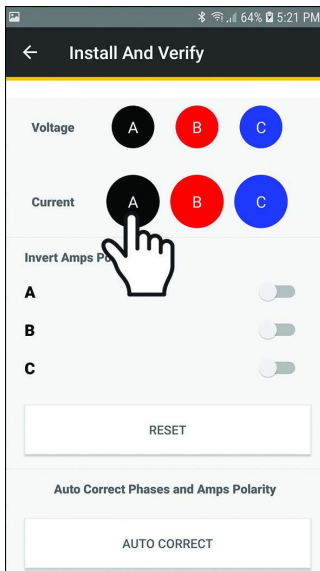 64% 5:21 PM
Install And Verify
Voltage A B C
Current A B C
Invert Amps Po
A
B
C
RESET
Auto Correct Phases and Amps Polarity
AUTO CORRECT